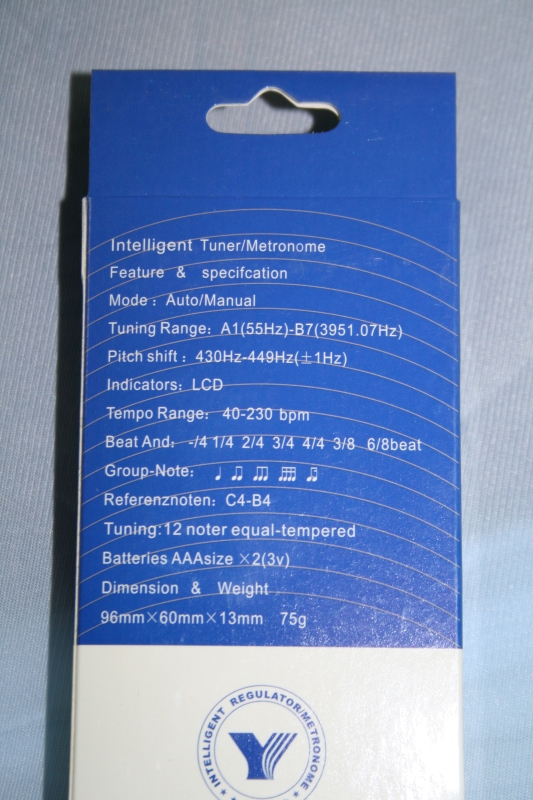 Intelligent Tuner/Metronome
Feature & specifcation
Mode： Auto/Manual
Tuning Range： A1(55Hz)-B7(3951.07Hz)
Pitch shift： 430Hz-449Hz(±1Hz)
Indicators： LCD
Tempo Range： 40-230 bpm
Beat And： -/4 1/4 2/4 3/4 4/4 3/8 6/8beat
Group-Note：
Referenznoten： C4-B4
Tuning:12 noter equal-tempered
Batteries AAAsize ×2(3v)
Dimension & Weight
96mm×60mm×13mm 75g
INTELLIGENT REGULATOR/METRONOME
Y